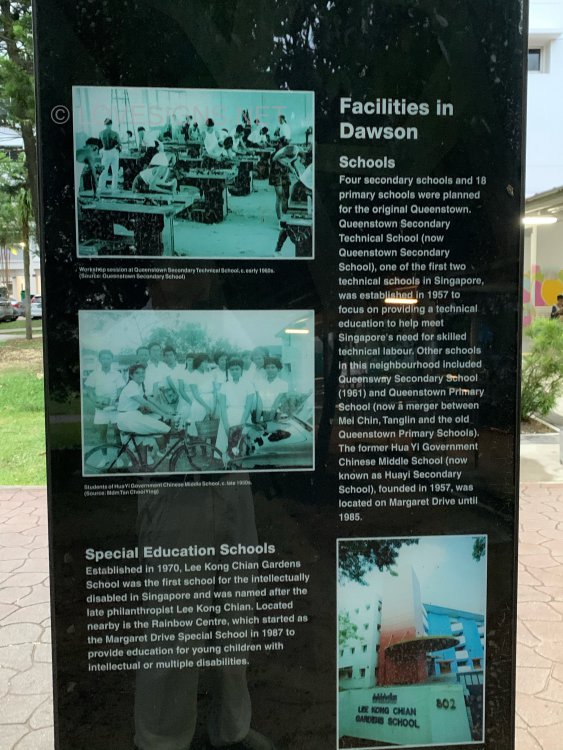 © LOVESIGNS.NET
Workshop session at Queenstown Secondary Technical School, c. early 1960s.
(Source: Queenstown Secondary School)
Students of Hua Yi Government Chinese Middle School, c. late 1950s.
(Source: Mdm Tan Chooi Ying)
Special Education Schools
Established in 1970, Lee Kong Chian Gardens
School was the first school for the intellectually
disabled in Singapore and was named after the
late philanthropist Lee Kong Chian. Located
nearby is the Rainbow Centre, which started as
the Margaret Drive Special School in 1987 to
provide education for young children with
intellectual or multiple disabilities.
Facilities in
Dawson
Schools
Four secondary schools and 18
primary schools were planned
for the original Queenstown.
Queenstown Secondary
Technical School (now
Queenstown Secondary
School), one of the first two
technical schools in Singapore,
was established in 1957 to
focus on providing a technical
education to help meet
Singapore's need for skilled
technical labour. Other schools
in this neighbourhood included
Queensway Secondary School
(1961) and Queenstown Primary
School (now a merger between
Mei Chin, Tanglin and the old
Queenstown Primary Schools).
The former Hua Yi Government
Chinese Middle School (now
known as Huayi Secondary
School), founded in 1957, was
located on Margaret Drive until
1985.
LEE KONG CHIAN
GARDENS SCHOOL
802